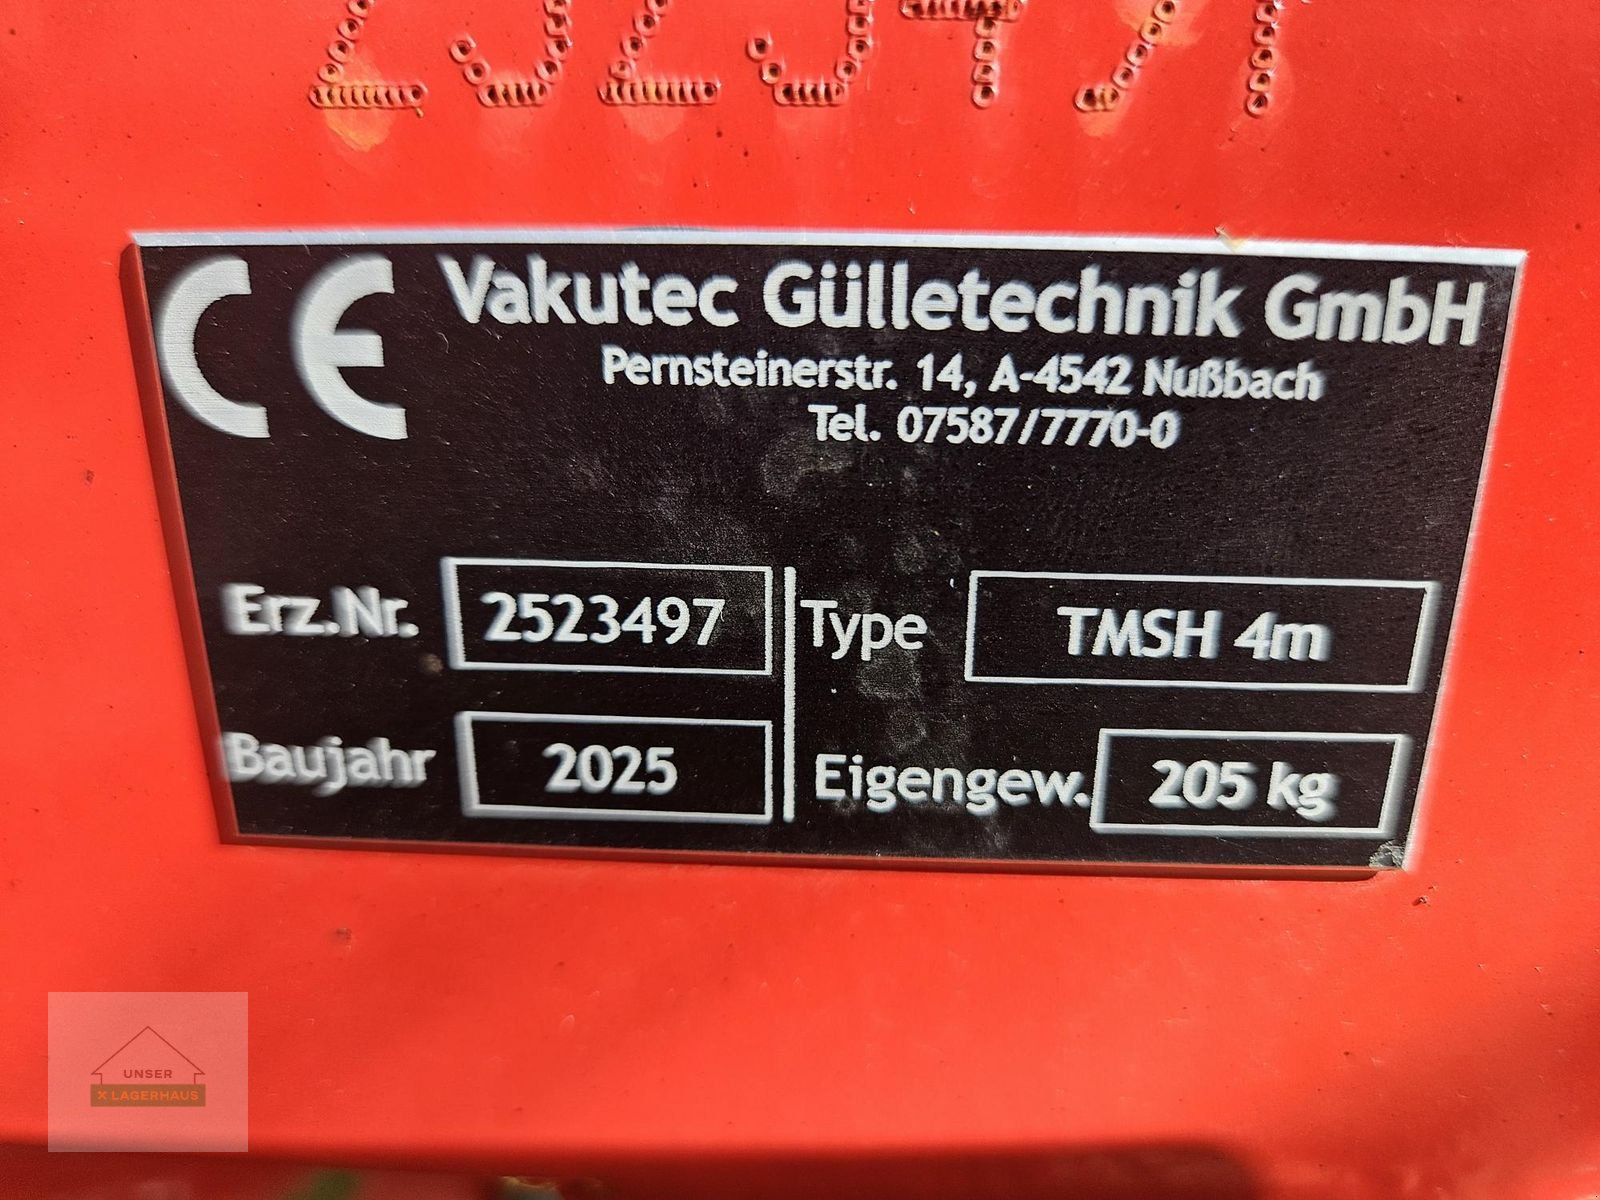 2523497
CE
Vakutec Gülletechnik GmbH
Pernsteinerstr. 14, A-4542 Nußbach
Tel. 07587/7770-0
Erz.Nr. 2523497 Type TMSH 4m
Baujahr 2025 Eigengew. 205 kg
UNSER
X LAGERHAUS